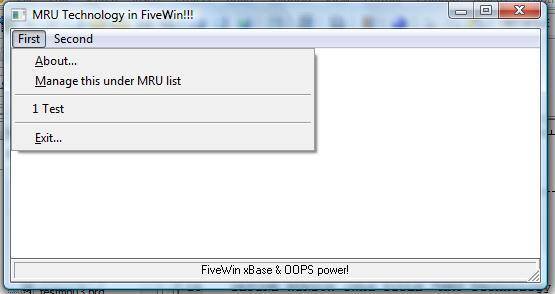 MRU Technology in FiveWin!!!
First Second
About...
Manage this under MRU list
1 Test
Exit...
FiveWin xBase & OOPS power!